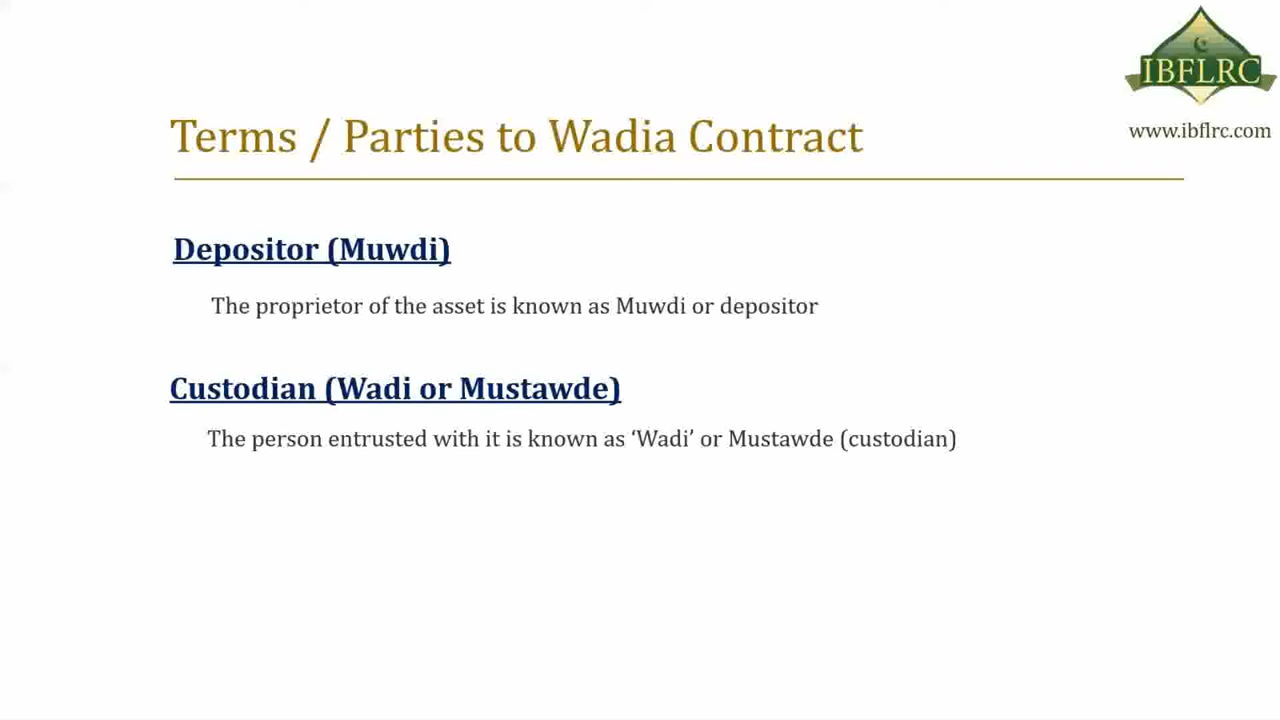 IBFLRC
www.ibflrc.com
Terms / Parties to Wadia Contract
Depositor (Muwdi)
The proprietor of the asset is known as Muwdi or depositor
Custodian (Wadi or Mustawde)
The person entrusted with it is known as ‘Wadi’ or Mustawde (custodian)